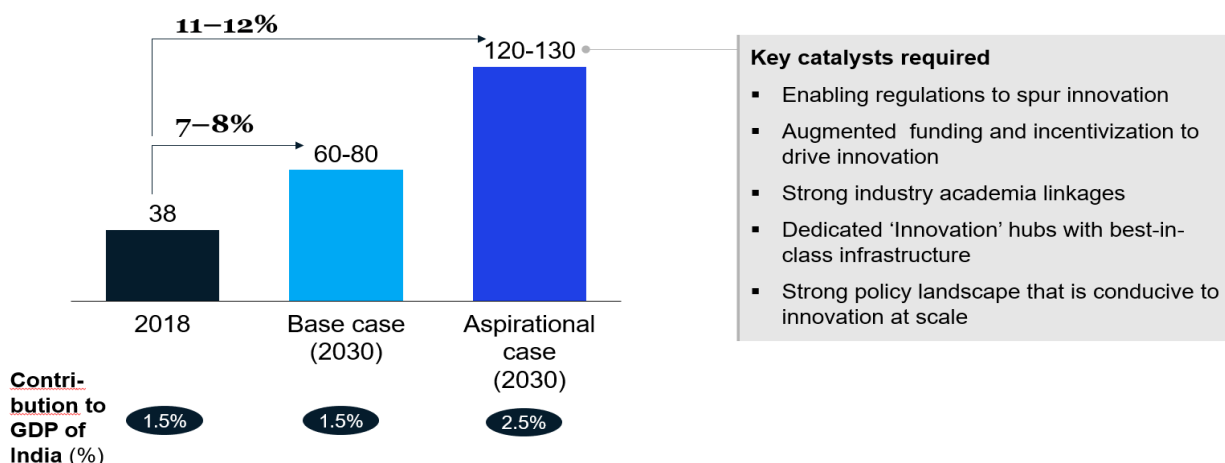 11–12%
120-130
7–8%
60-80
38
2018
Base case
(2030)
Aspirational
case
(2030)
Contri-
bution to
GDP of
India (%)
1.5%
1.5%
2.5%
Key catalysts required
▪ Enabling regulations to spur innovation
▪ Augmented funding and incentivization to
drive innovation
▪ Strong industry academia linkages
▪ Dedicated ‘Innovation’ hubs with best-in-
class infrastructure
▪ Strong policy landscape that is conducive to
innovation at scale